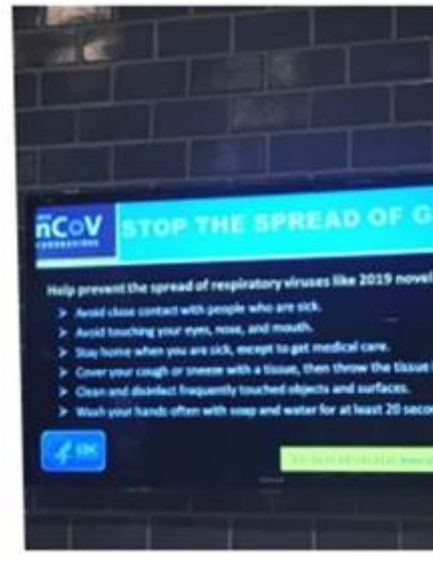 nCoV STOP THE SPREAD OF G
CORONAVIRUS
Help prevent the spread of respiratory viruses like 2019 novel
➤ Avoid close contact with people who are sick.
➤ Avoid touching your eyes, nose, and mouth.
➤ Stay home when you are sick, except to get medical care.
➤ Cover your cough or sneeze with a tissue, then throw the tissue
➤ Clean and disinfect frequently touched objects and surfaces.
➤ Wash your hands often with soap and water for at least 20 secon
CDC